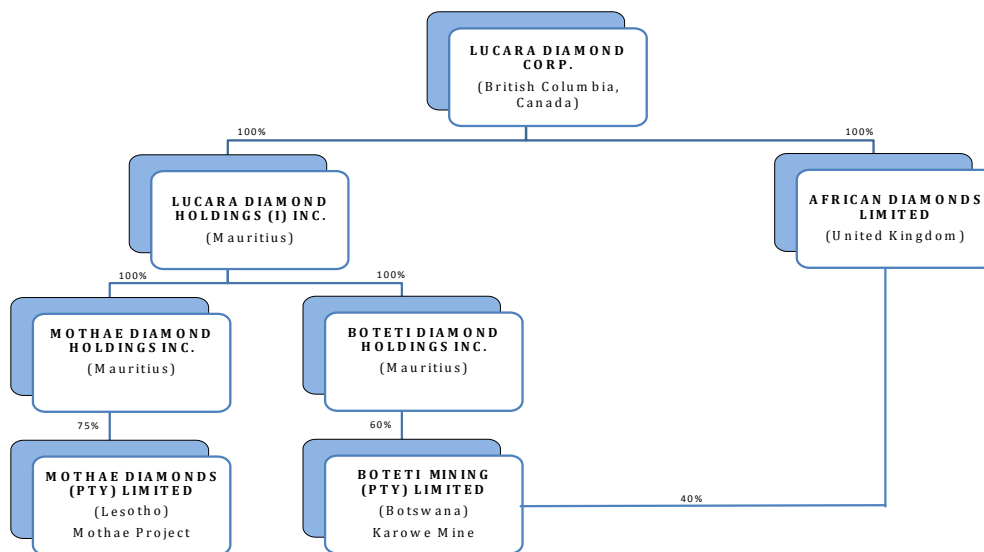 LUCARA DIAMOND
CORP.
(British Columbia,
Canada)
100%
100%
LUCARA DIAMOND
HOLDINGS (I) INC.
(Mauritius)
AFRICAN DIAMONDS
LIMITED
(United Kingdom)
100%
100%
MOTHAE DIAMOND
HOLDINGS INC.
(Mauritius)
BOTETI DIAMOND
HOLDINGS INC.
(Mauritius)
75%
60%
MOTHAE DIAMONDS
(PTY) LIMITED
(Lesotho)
Mothae Project
BOTETI MINING
(PTY) LIMITED
(Botswana)
Karowe Mine
40%